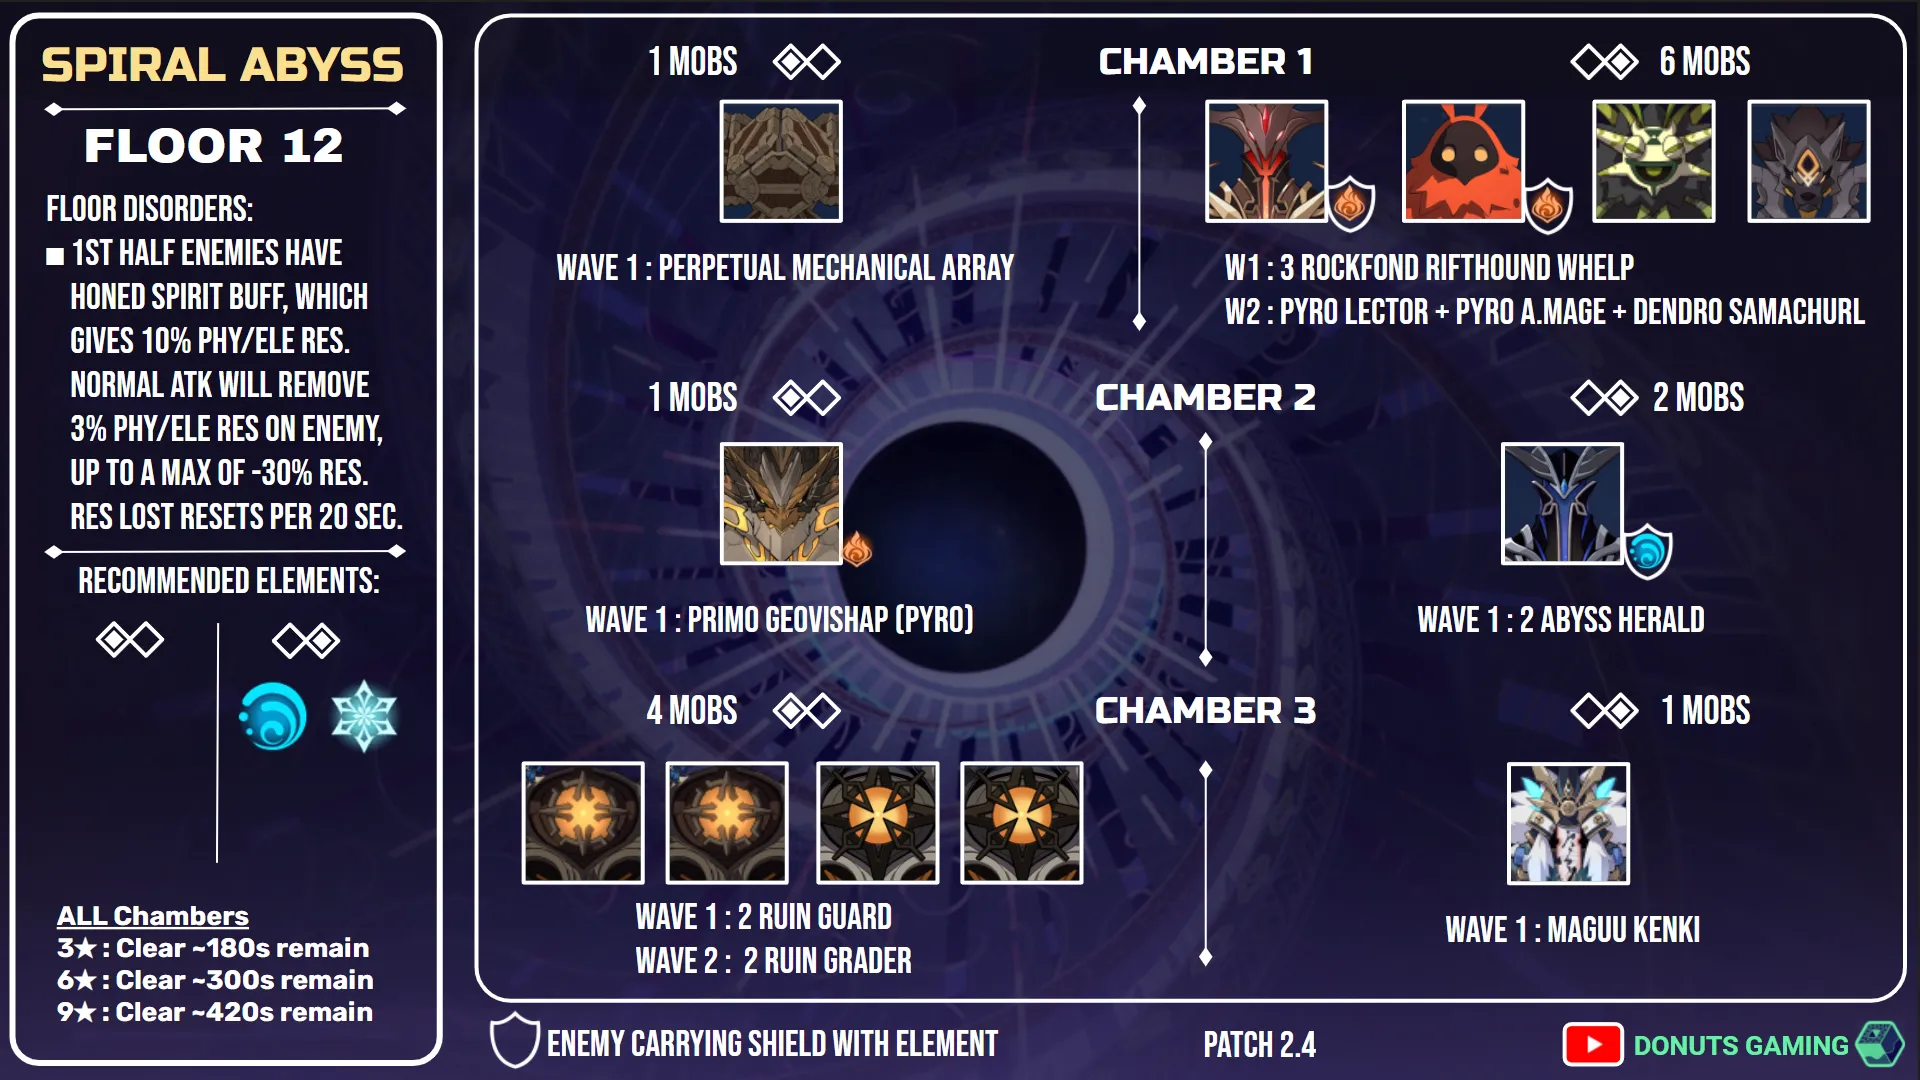 SPIRAL ABYSS
FLOOR 12
FLOOR DISORDERS:
■ 1ST HALF ENEMIES HAVE
HONED SPIRIT BUFF, WHICH
GIVES 10% PHY/ELE RES.
NORMAL ATK WILL REMOVE
3% PHY/ELE RES ON ENEMY,
UP TO A MAX OF -30% RES.
RES LOST RESETS PER 20 SEC.
RECOMMENDED ELEMENTS:
ALL Chambers
3★ : Clear ~180s remain
6★ : Clear ~300s remain
9★ : Clear ~420s remain
1 MOBS
CHAMBER 1
6 MOBS
WAVE 1 : PERPETUAL MECHANICAL ARRAY
W1 : 3 ROCKFOND RIFTHOUND WHELP
W2 : PYRO LECTOR + PYRO A.MAGE + DENDRO SAMACHURL
1 MOBS
CHAMBER 2
2 MOBS
WAVE 1 : PRIMO GEOVISHAP (PYRO)
WAVE 1 : 2 ABYSS HERALD
4 MOBS
CHAMBER 3
1 MOBS
WAVE 1 : 2 RUIN GUARD
WAVE 2 : 2 RUIN GRADER
WAVE 1 : MAGUU KENKI
ENEMY CARRYING SHIELD WITH ELEMENT
PATCH 2.4
DONUTS GAMING